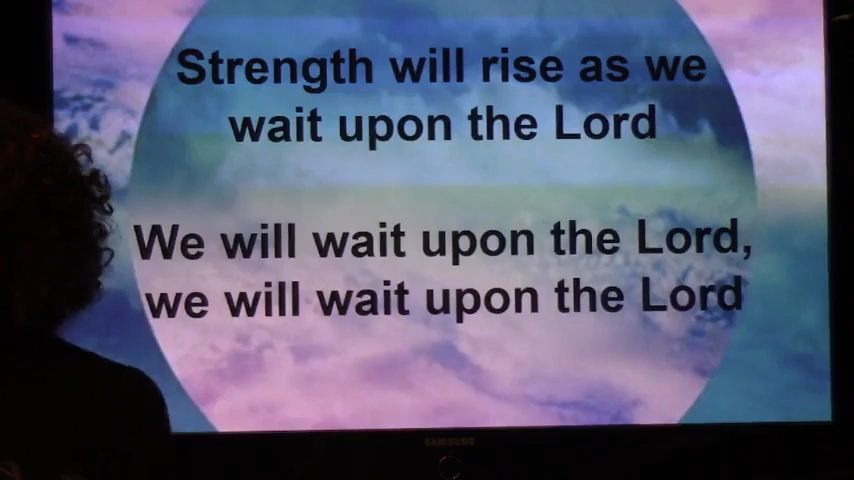 Strength will rise as we
wait upon the Lord
We will wait upon the Lord,
we will wait upon the Lord
SAMSUNG